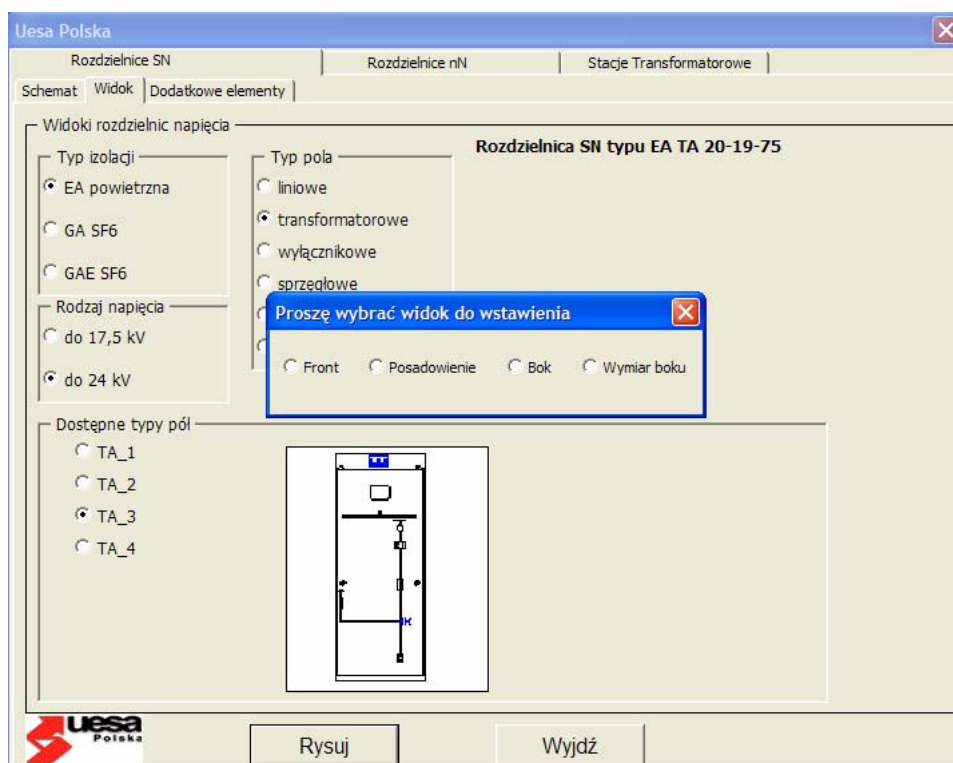 Uesa Polska
Rozdzielnice SN
Rozdzielnice nN
Stacje Transformatorowe
Schemat
Widok
Dodatkowe elementy
Widoki rozdzielnic napięcia
Rozdzielnica SN typu EA TA 20-19-75
Typ izolacji
EA powietrzna
GA SF6
GAE SF6
Typ pola
liniowe
transformatorowe
wyłącznikowe
sprzęgłowe
Rodzaj napięcia
do 17,5 kV
do 24 kV
Proszę wybrać widok do wstawienia
Front
Posadowienie
Bok
Wymiar boku
Dostępne typy pól
TA_1
TA_2
TA_3
TA_4
uesa
Polska
Rysuj
Wyjdź